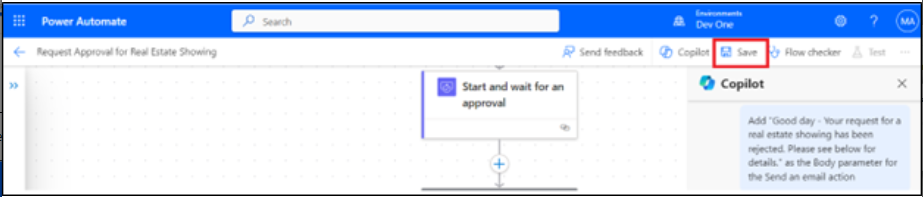 Power Automate
Search
Environments
Dev One
MA
Request Approval for Real Estate Showing
Send feedback
Copilot
Save
Flow checker
Test
Start and wait for an
approval
Copilot
Add "Good day - Your request for a
real estate showing has been
rejected. Please see below for
details." as the Body parameter for
the Send an email action